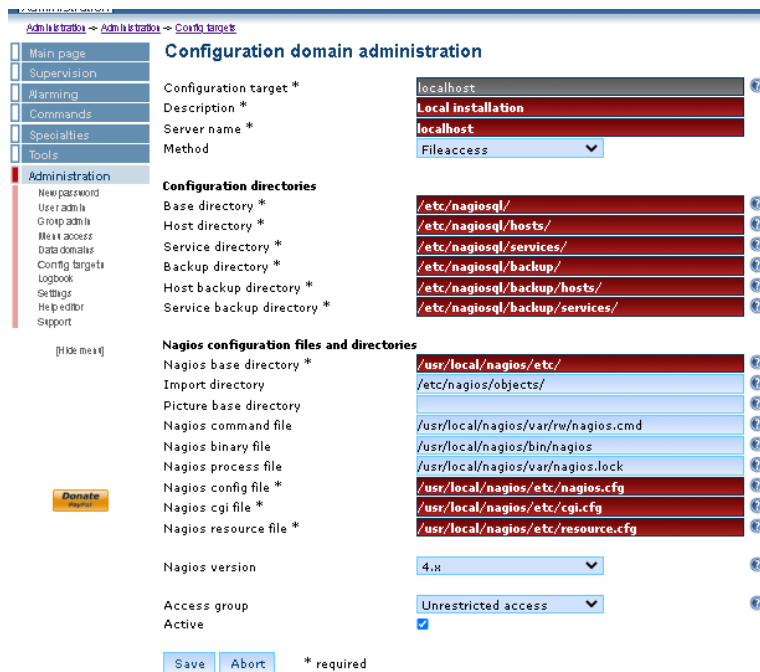 Administration
Administration -> Administration -> Config targets
Main page
Supervision
Alarming
Commands
Specialties
Tools
Administration
New password
User admin
Group admin
Menu access
Data domains
Config targets
Logbook
Settings
Help editor
Support
[Hide menu]
Donate
PayPal
Configuration domain administration
Configuration target * localhost
Description * Local installation
Server name * localhost
Method Fileaccess
Configuration directories
Base directory * /etc/nagiosql/
Host directory * /etc/nagiosql/hosts/
Service directory * /etc/nagiosql/services/
Backup directory * /etc/nagiosql/backup/
Host backup directory * /etc/nagiosql/backup/hosts/
Service backup directory * /etc/nagiosql/backup/services/
Nagios configuration files and directories
Nagios base directory * /usr/local/nagios/etc/
Import directory /etc/nagios/objects/
Picture base directory
Nagios command file /usr/local/nagios/var/rw/nagios.cmd
Nagios binary file /usr/local/nagios/bin/nagios
Nagios process file /usr/local/nagios/var/nagios.lock
Nagios config file * /usr/local/nagios/etc/nagios.cfg
Nagios cgi file * /usr/local/nagios/etc/cgi.cfg
Nagios resource file * /usr/local/nagios/etc/resource.cfg
Nagios version 4.x
Access group Unrestricted access
Active
Save Abort * required